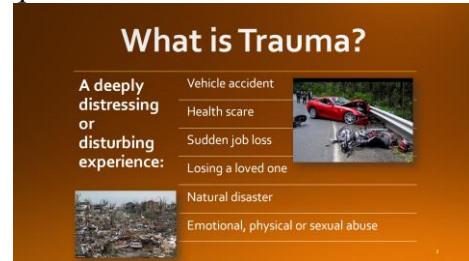 What is Trauma?
A deeply
distressing
or
disturbing
experience:
Vehicle accident
Health scare
Sudden job loss
Losing a loved one
Natural disaster
Emotional, physical or sexual abuse